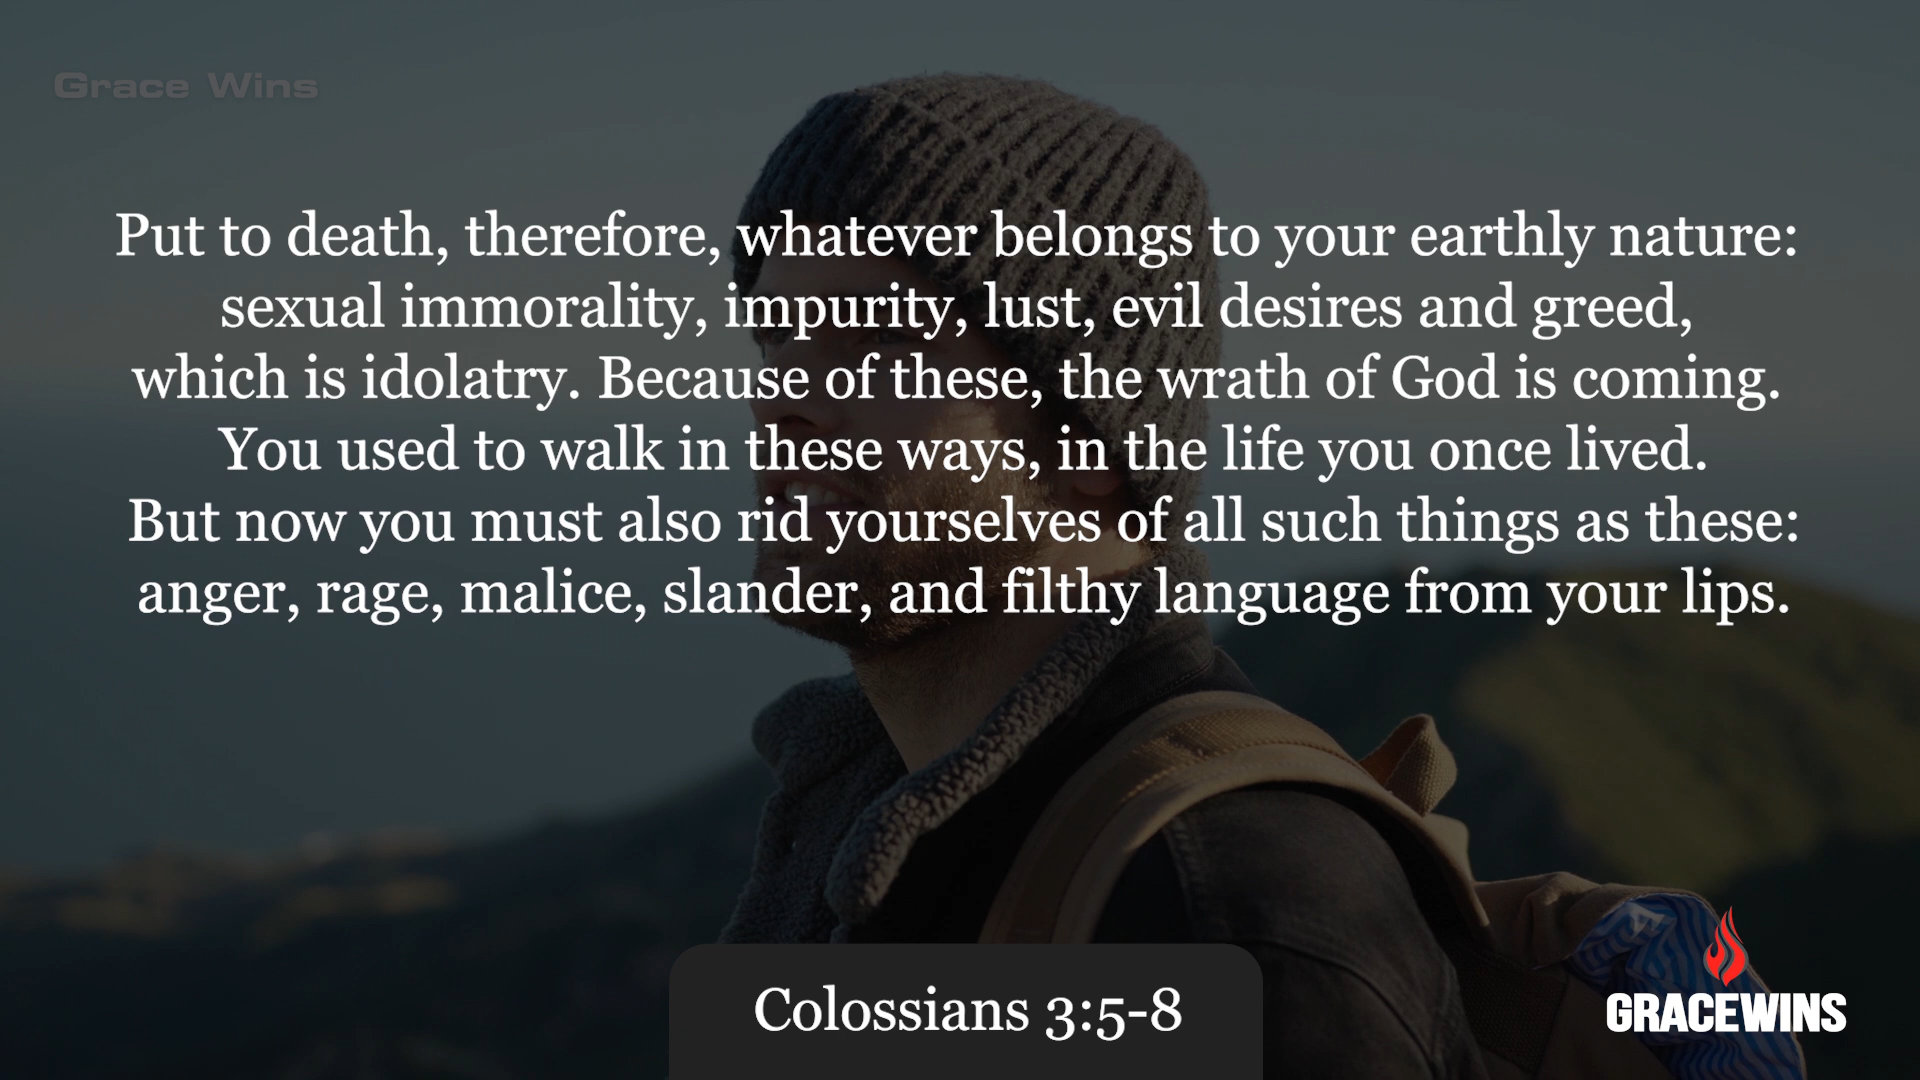 Grace Wins
Put to death, therefore, whatever belongs to your earthly nature:
sexual immorality, impurity, lust, evil desires and greed,
which is idolatry. Because of these, the wrath of God is coming.
You used to walk in these ways, in the life you once lived.
But now you must also rid yourselves of all such things as these:
anger, rage, malice, slander, and filthy language from your lips.
Colossians 3:5-8
GRACEWINS